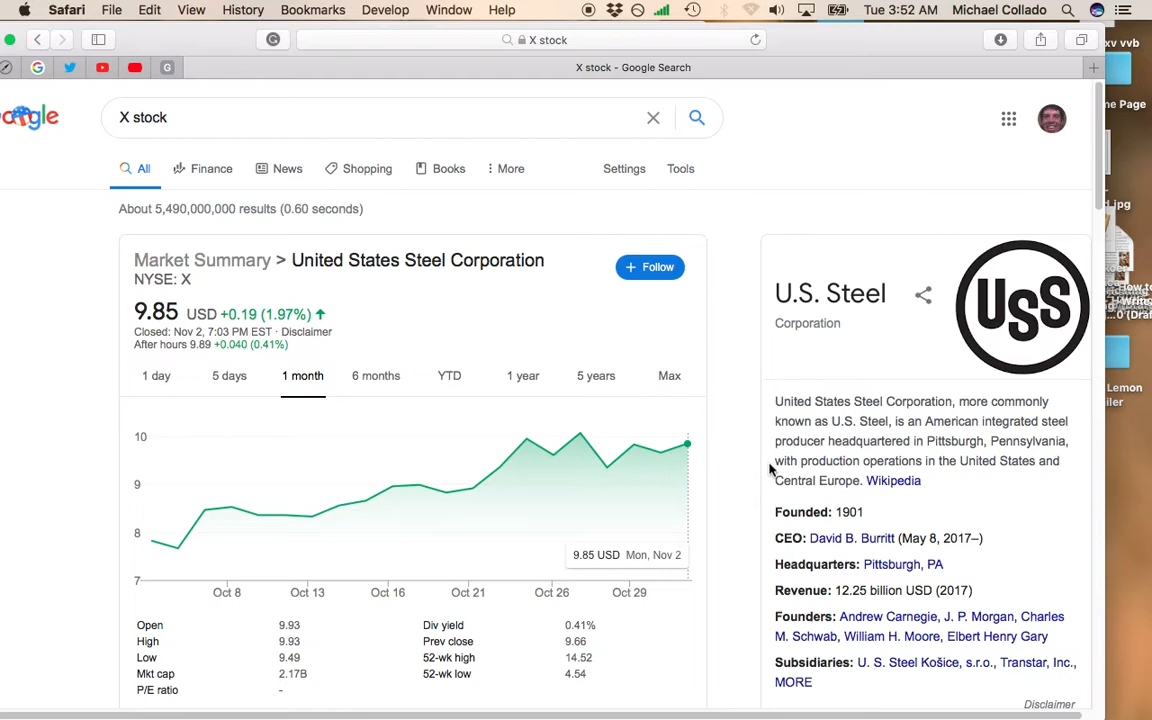 Safari File Edit View History Bookmarks Develop Window Help Tue 3:52 AM Michael Collado
X stock
X stock - Google Search
X stock
All Finance News Shopping Books More Settings Tools
About 5,490,000,000 results (0.60 seconds)
Market Summary > United States Steel Corporation
NYSE: X
+ Follow
9.85 USD +0.19 (1.97%)
Closed: Nov 2, 7:03 PM EST · Disclaimer
After hours 9.89 +0.040 (0.41%)
1 day 5 days 1 month 6 months YTD 1 year 5 years Max
10
9
8
7
9.85 USD Mon, Nov 2
Oct 8 Oct 13 Oct 16 Oct 21 Oct 26 Oct 29
Open 9.93 Div yield 0.41%
High 9.93 Prev close 9.66
Low 9.49 52-wk high 14.52
Mkt cap 2.17B 52-wk low 4.54
P/E ratio -
U.S. Steel
Corporation
USS
United States Steel Corporation, more commonly
known as U.S. Steel, is an American integrated steel
producer headquartered in Pittsburgh, Pennsylvania,
with production operations in the United States and
Central Europe. Wikipedia
Founded: 1901
CEO: David B. Burritt (May 8, 2017–)
Headquarters: Pittsburgh, PA
Revenue: 12.25 billion USD (2017)
Founders: Andrew Carnegie, J. P. Morgan, Charles
M. Schwab, William H. Moore, Elbert Henry Gary
Subsidiaries: U. S. Steel Košice, s.r.o., Transtar, Inc.,
MORE
Disclaimer
xv vvb
ne Page
.jpg
How to
Lemon
iler